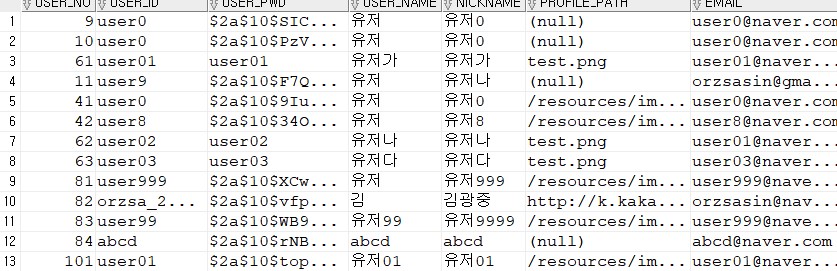 USER_NO USER_ID USER_PWD USER_NAME NICKNAME PROFILE_PATH EMAIL
1 9 user0 $2a$10$SIC... 유저 유저0 (null) user0@naver.com
2 10 user0 $2a$10$PzV... 유저 유저0 (null) user0@naver.com
3 61 user01 user01 유저가 유저가 test.png user01@naver...
4 11 user9 $2a$10$F7Q... 유저 유저나 (null) orzsasin@gma...
5 41 user0 $2a$10$9Iu... 유저 유저0 /resources/im... user0@naver.com
6 42 user8 $2a$10$34O... 유저 유저8 /resources/im... user8@naver.com
7 62 user02 user02 유저나 유저나 test.png user01@naver...
8 63 user03 user03 유저다 유저다 test.png user03@naver...
9 81 user999 $2a$10$XCw... 유저 유저999 /resources/im... user999@nave...
10 82 orzsa_2... $2a$10$vfp... 김 김광중 http://k.kaka... orzsasin@nav...
11 83 user99 $2a$10$WB9... 유저99 유저9999 /resources/im... user999@nave...
12 84 abcd $2a$10$rNB... abcd abcd (null) abcd@naver.com
13 101 user01 $2a$10$top... 유저01 유저01 /resources/im... user01@naver...